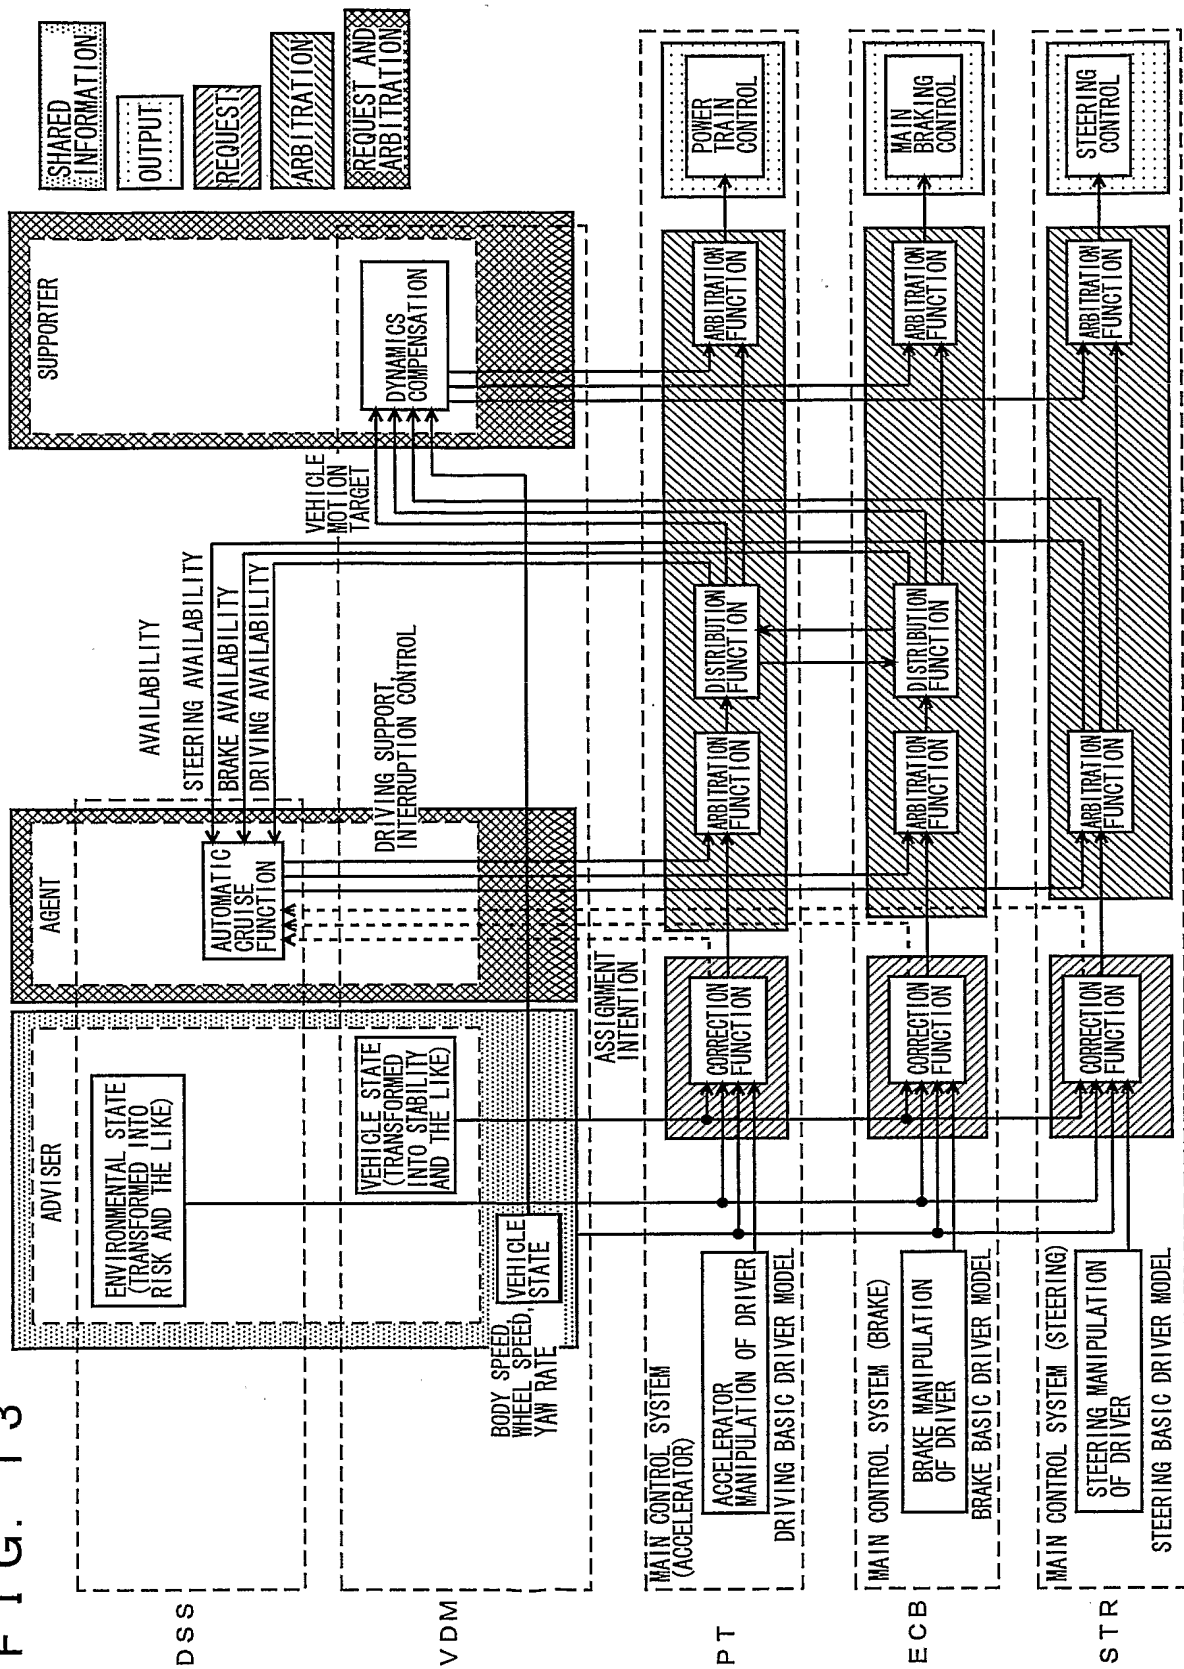 FIG. 13
SHARED
INFORMATION
OUTPUT
REQUEST
ARBITRATION
REQUEST AND
ARBITRATION
DSS
VDM
PT
ECB
STR
ADVISER
ENVIRONMENTAL STATE
(TRANSFORMED INTO
RISK AND THE LIKE)
VEHICLE STATE
(TRANSFORMED
INTO STABILITY
AND THE LIKE)
BODY SPEED,
WHEEL SPEED,
YAW RATE
VEHICLE
STATE
AGENT
AUTOMATIC
CRUISE
FUNCTION
AVAILABILITY
STEERING AVAILABILITY
BRAKE AVAILABILITY
DRIVING AVAILABILITY
DRIVING SUPPORT,
INTERRUPTION CONTROL
ASSIGNMENT
INTENTION
SUPPORTER
VEHICLE
MOTION
TARGET
DYNAMICS
COMPENSATION
MAIN CONTROL SYSTEM
(ACCELERATOR)
ACCELERATOR
MANIPULATION OF DRIVER
DRIVING BASIC DRIVER MODEL
CORRECTION
FUNCTION
ARBITRATION
FUNCTION
DISTRIBUTION
FUNCTION
ARBITRATION
FUNCTION
POWER
TRAIN
CONTROL
MAIN CONTROL SYSTEM (BRAKE)
BRAKE MANIPULATION
OF DRIVER
BRAKE BASIC DRIVER MODEL
CORRECTION
FUNCTION
ARBITRATION
FUNCTION
DISTRIBUTION
FUNCTION
ARBITRATION
FUNCTION
MAIN
BRAKING
CONTROL
MAIN CONTROL SYSTEM (STEERING)
STEERING MANIPULATION
OF DRIVER
STEERING BASIC DRIVER MODEL
CORRECTION
FUNCTION
ARBITRATION
FUNCTION
ARBITRATION
FUNCTION
STEERING
CONTROL